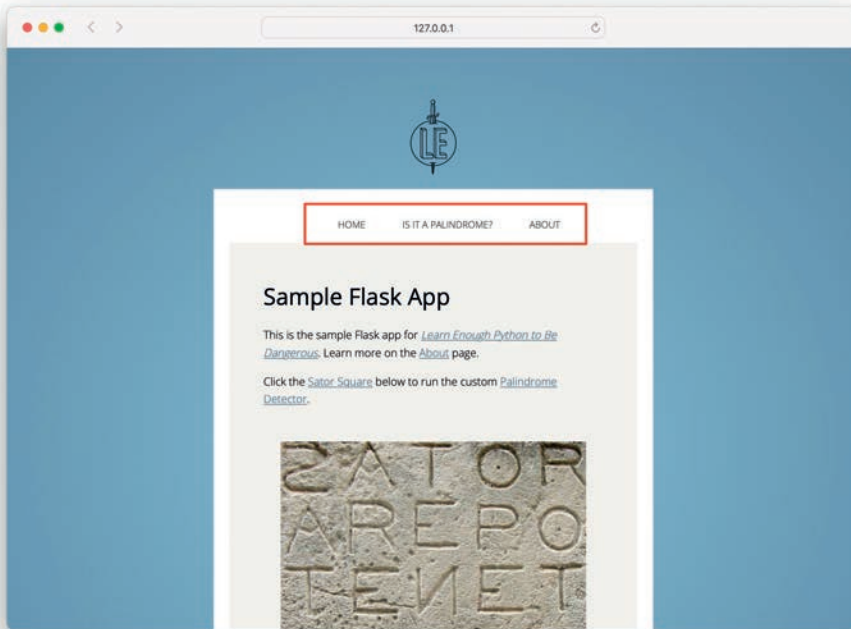 127.0.0.1
LE
HOME IS IT A PALINDROME? ABOUT
Sample Flask App
This is the sample Flask app for Learn Enough Python to Be
Dangerous. Learn more on the About page.
Click the Sator Square below to run the custom Palindrome
Detector.
SATOR
AREPO
TENET